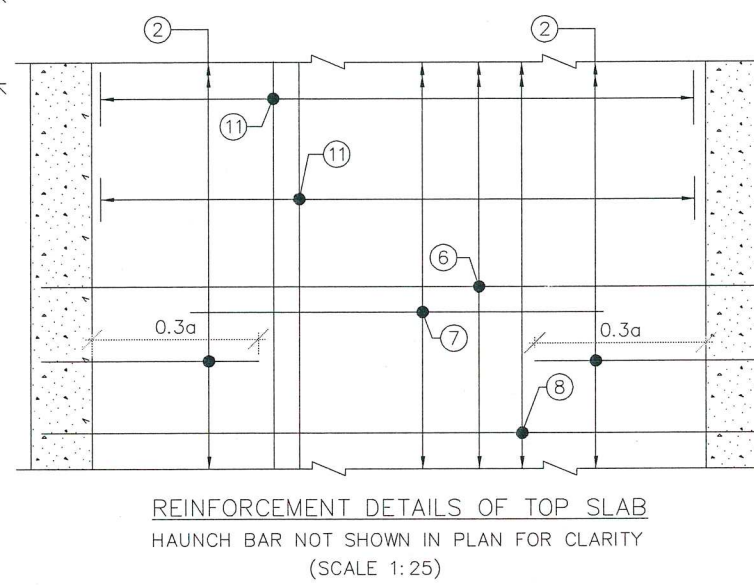 2
2
11
11
6
7
0.3a
0.3a
8
REINFORCEMENT DETAILS OF TOP SLAB
HAUNCH BAR NOT SHOWN IN PLAN FOR CLARITY
(SCALE 1:25)